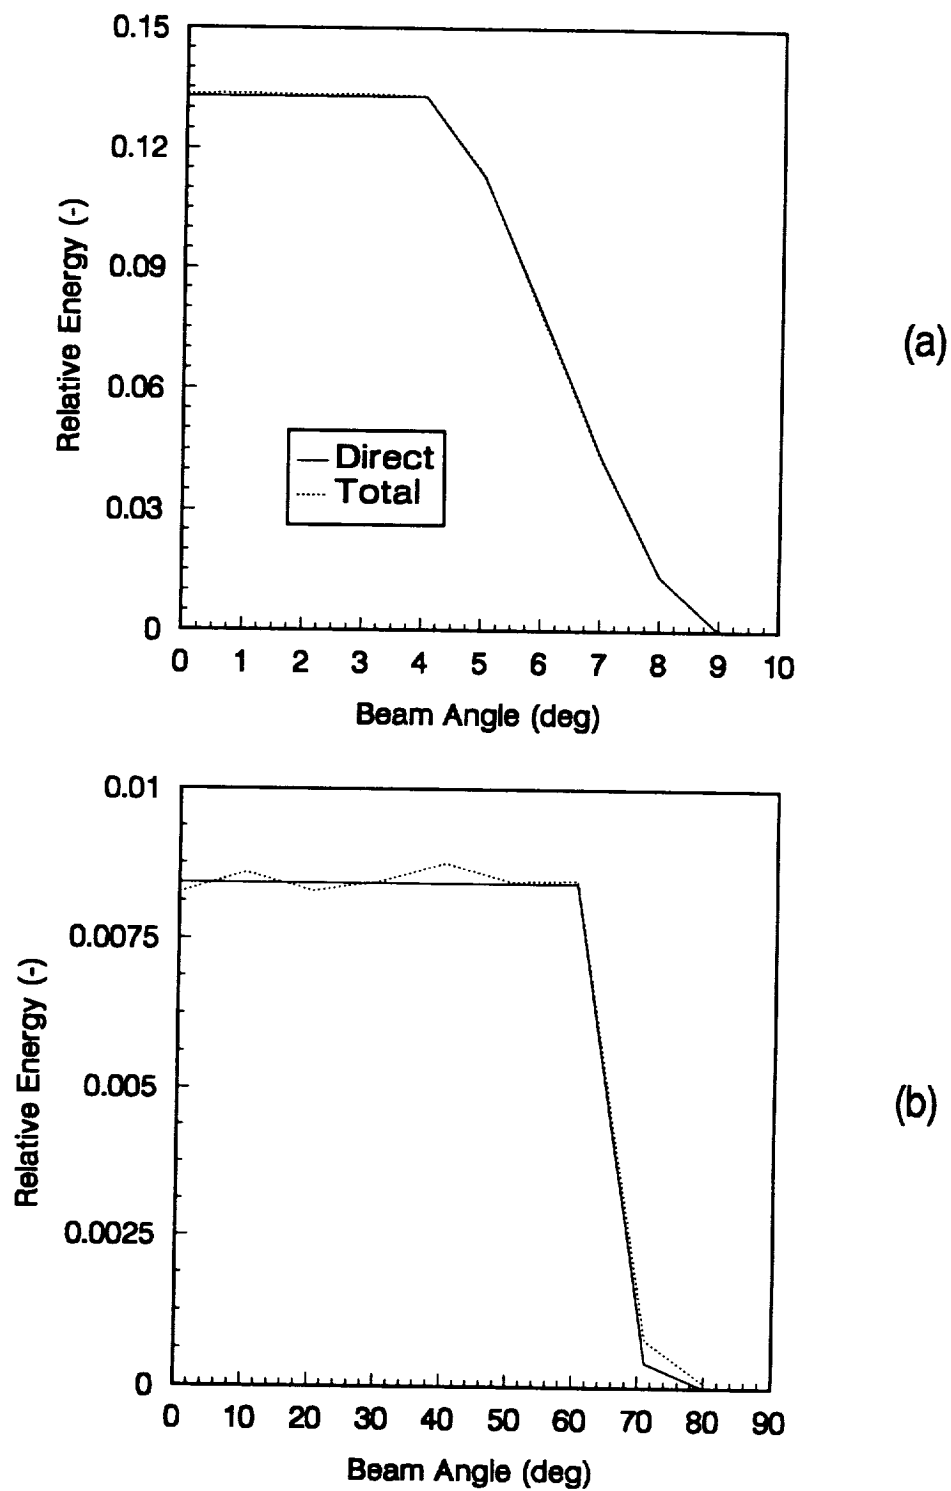 0.15
0.12
0.09
0.06
0.03
0
Relative Energy (-)
Direct
Total
0 1 2 3 4 5 6 7 8 9 10
Beam Angle (deg)
(a)
0.01
0.0075
0.005
0.0025
0
Relative Energy (-)
0 10 20 30 40 50 60 70 80 90
Beam Angle (deg)
(b)